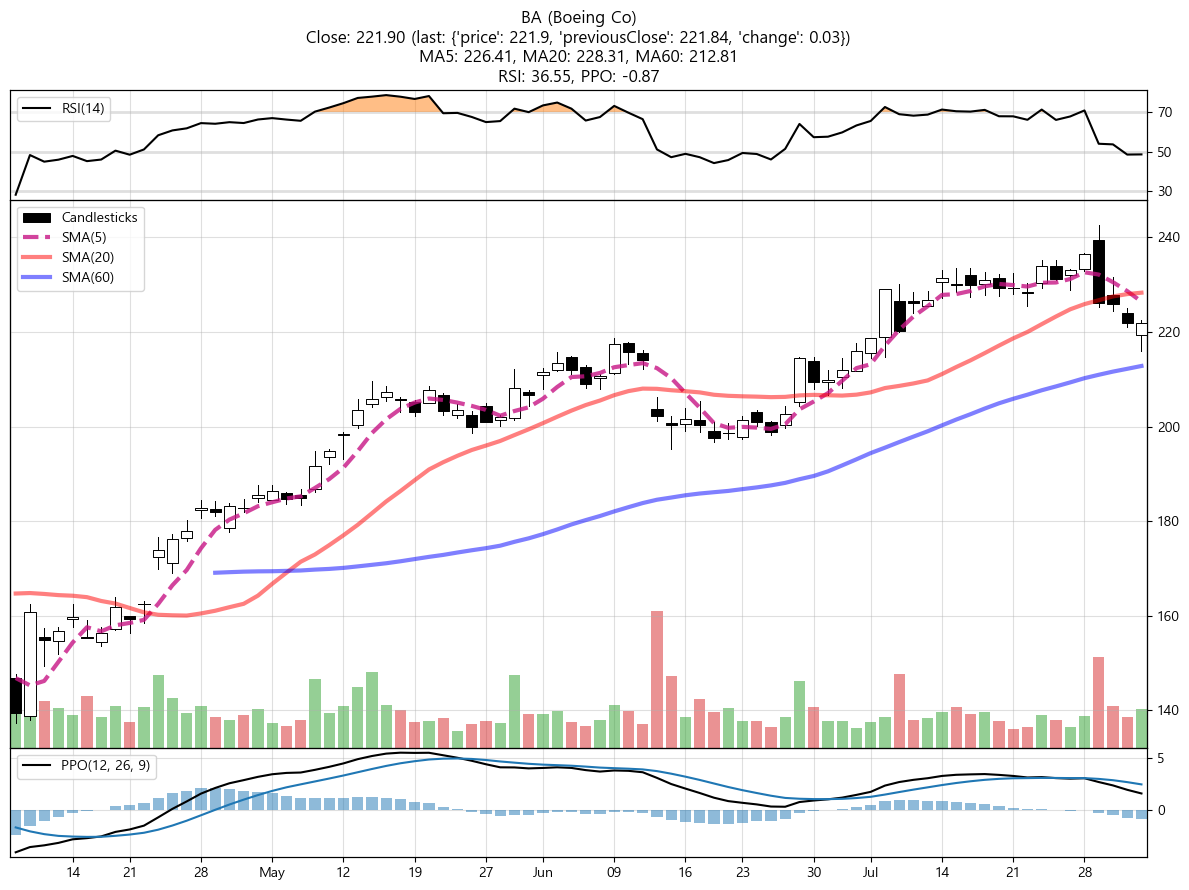 BA (Boeing Co)
Close: 221.90 (last: {'price': 221.9, 'previousClose': 221.84, 'change': 0.03})
MA5: 226.41, MA20: 228.31, MA60: 212.81
RSI: 36.55, PPO: -0.87
RSI(14)
70
50
30
Candlesticks
SMA(5)
SMA(20)
SMA(60)
240
220
200
180
160
140
PPO(12, 26, 9)
5
0
14 21 28 May 12 19 27 Jun 09 16 23 30 Jul 14 21 28